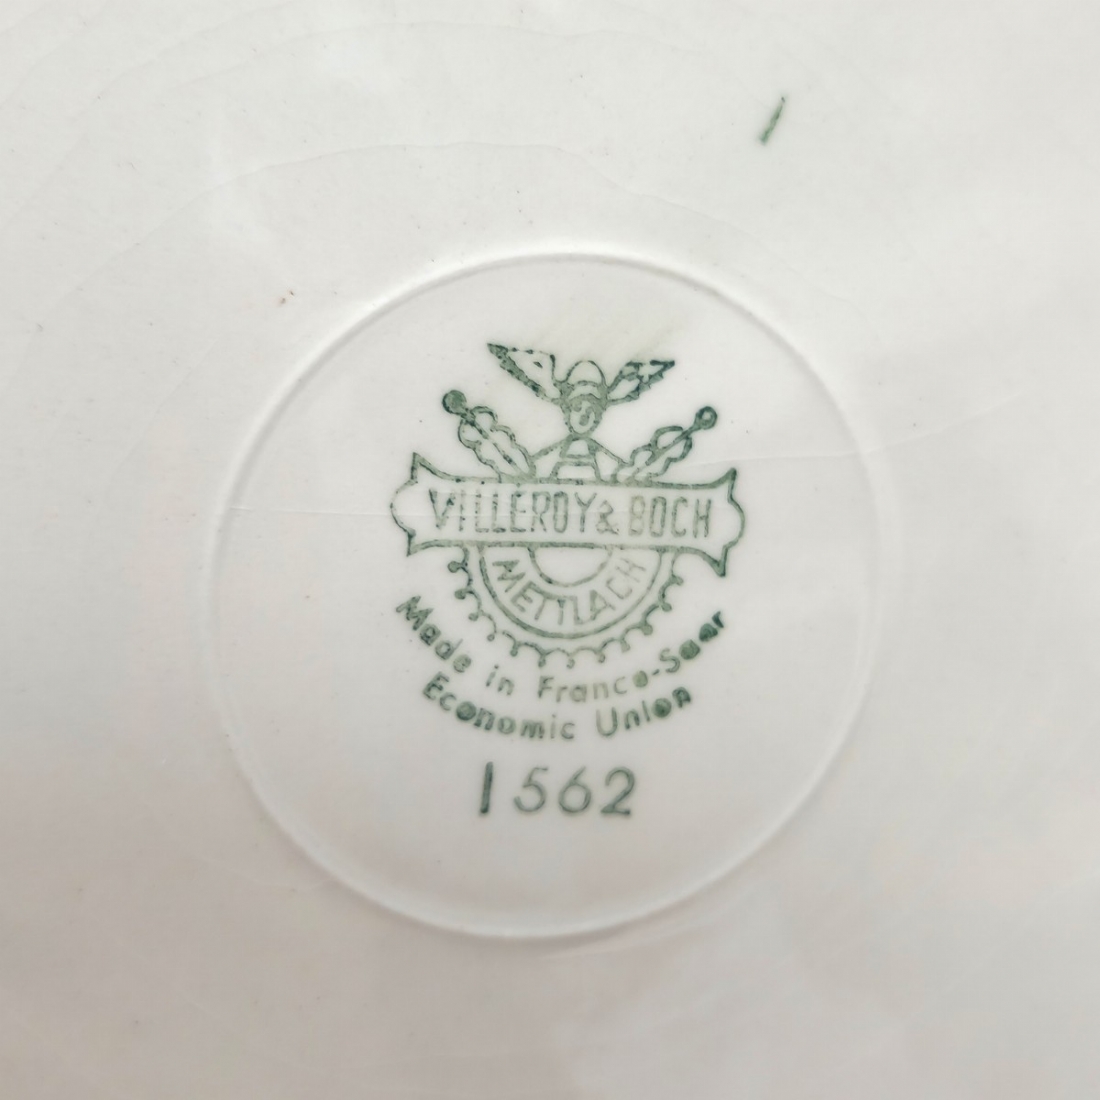 VILLEROY & BOCH
METTLACH
Made in France-Saar
Economic Union
1562